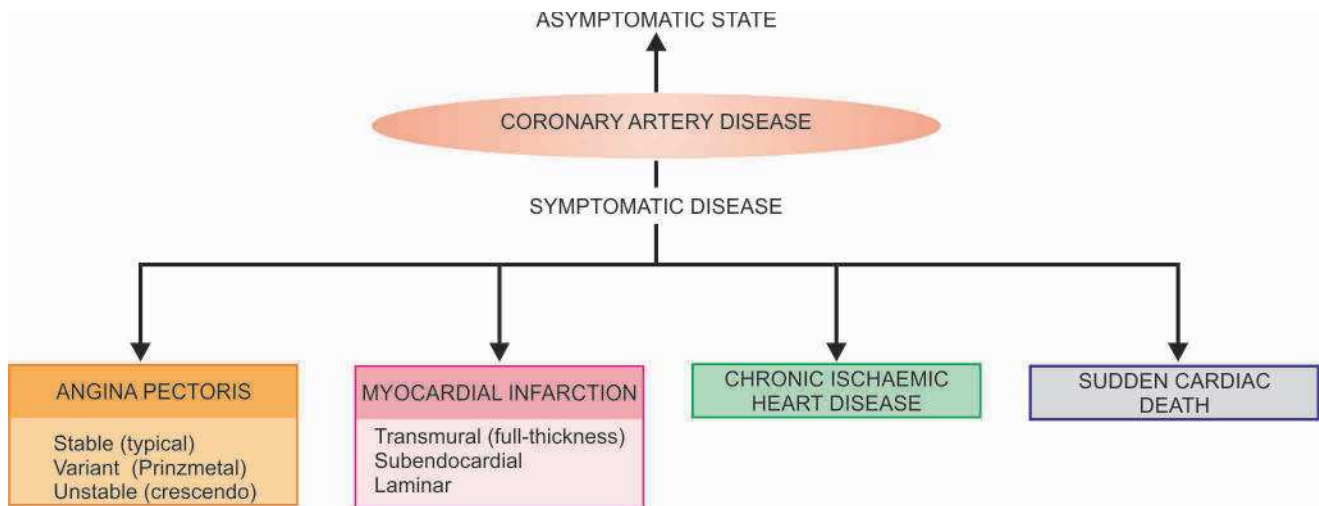 ASYMPTOMATIC STATE
CORONARY ARTERY DISEASE
SYMPTOMATIC DISEASE
ANGINA PECTORIS
Stable (typical)
Variant (Prinzmetal)
Unstable (crescendo)
MYOCARDIAL INFARCTION
Transmural (full-thickness)
Subendocardial
Laminar
CHRONIC ISCHAEMIC
HEART DISEASE
SUDDEN CARDIAC
DEATH